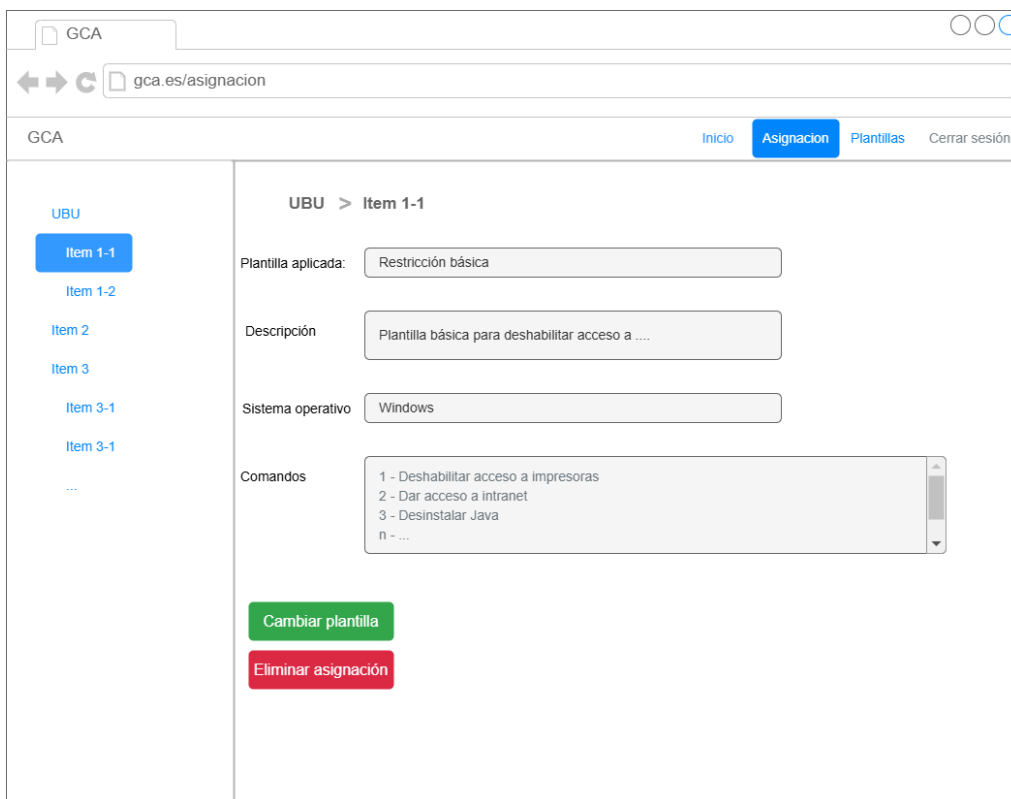 GCA
gca.es/asignacion
GCA
Inicio
Asignacion
Plantillas
Cerrar sesión
UBU
Item 1-1
Item 1-2
Item 2
Item 3
Item 3-1
Item 3-1
...
UBU > Item 1-1
Plantilla aplicada: Restricción básica
Descripción Plantilla básica para deshabilitar acceso a ....
Sistema operativo Windows
Comandos
1 - Deshabilitar acceso a impresoras
2 - Dar acceso a intranet
3 - Desinstalar Java
n - ...
Cambiar plantilla
Eliminar asignación